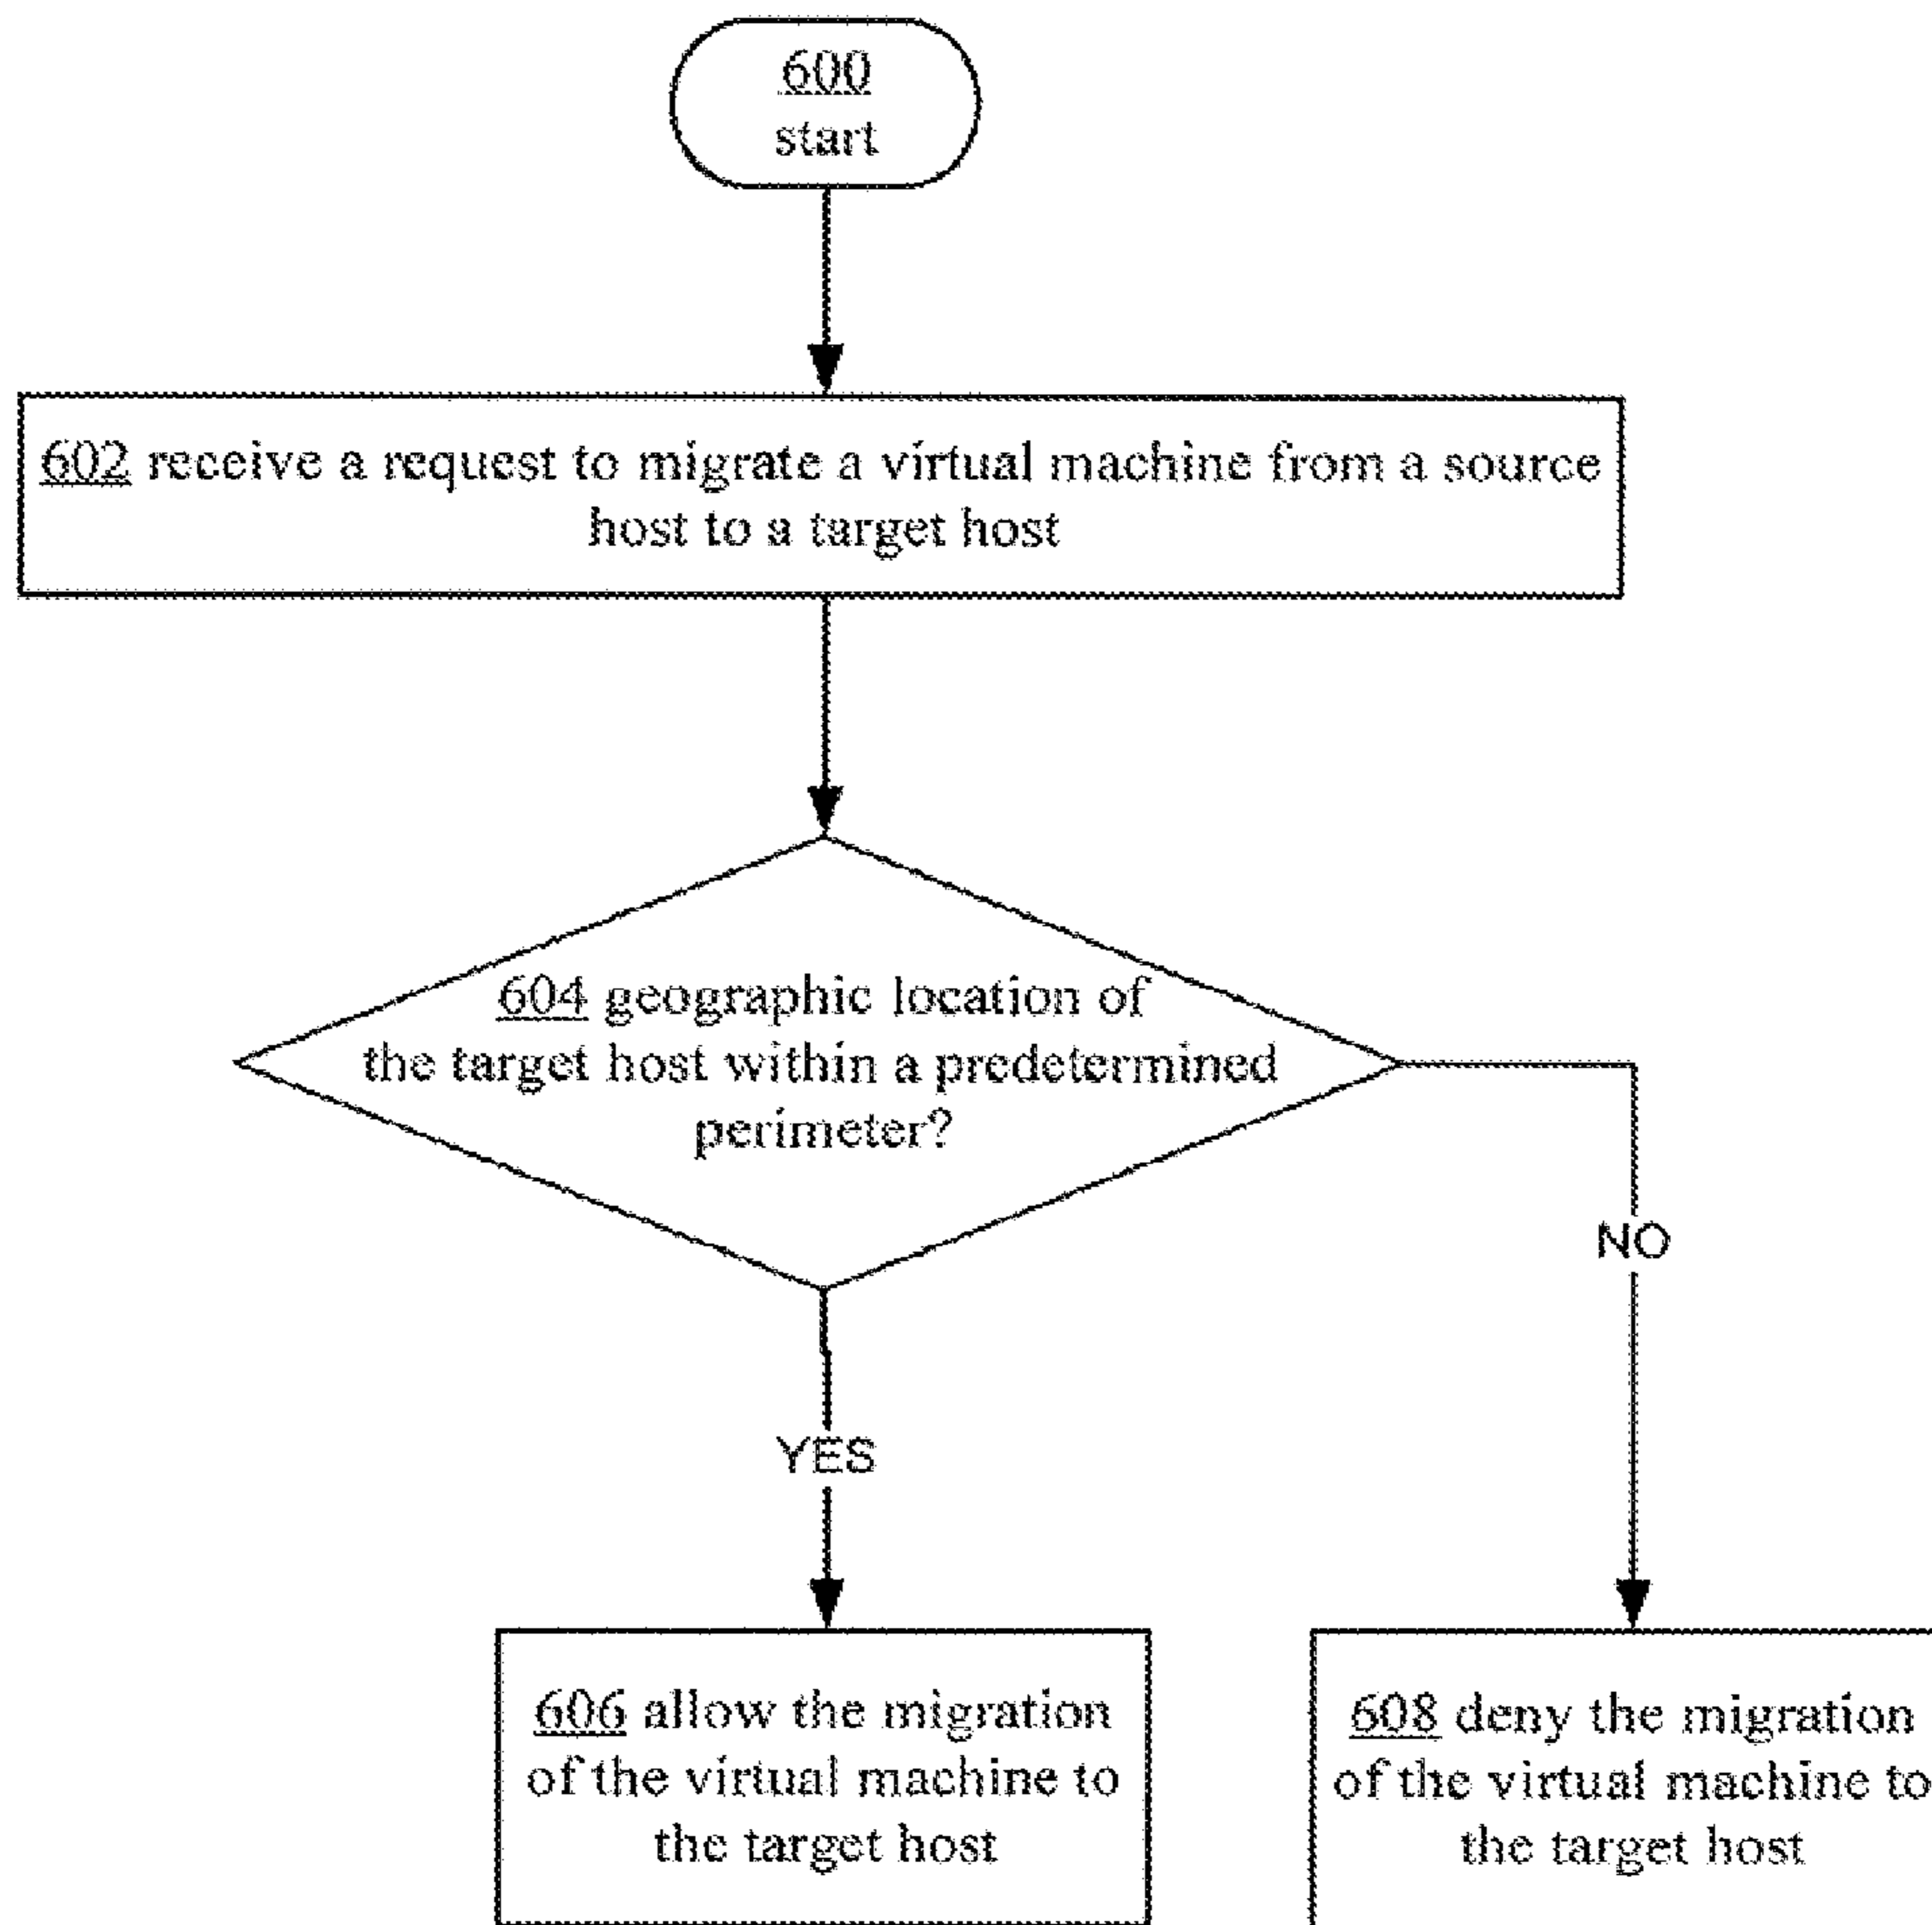 600
start
602 receive a request to migrate a virtual machine from a source
host to a target host
604 geographic location of
the target host within a predetermined
perimeter?
NO
YES
606 allow the migration
of the virtual machine to
the target host
608 deny the migration
of the virtual machine to
the target host